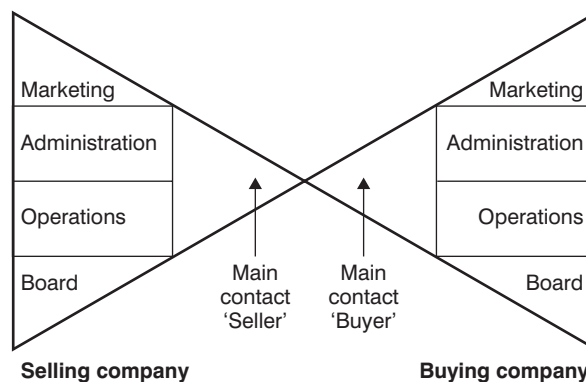 Marketing
Administration
Operations
Board
Marketing
Administration
Operations
Board
Main
contact
‘Seller’
Main
contact
‘Buyer’
Selling company
Buying company